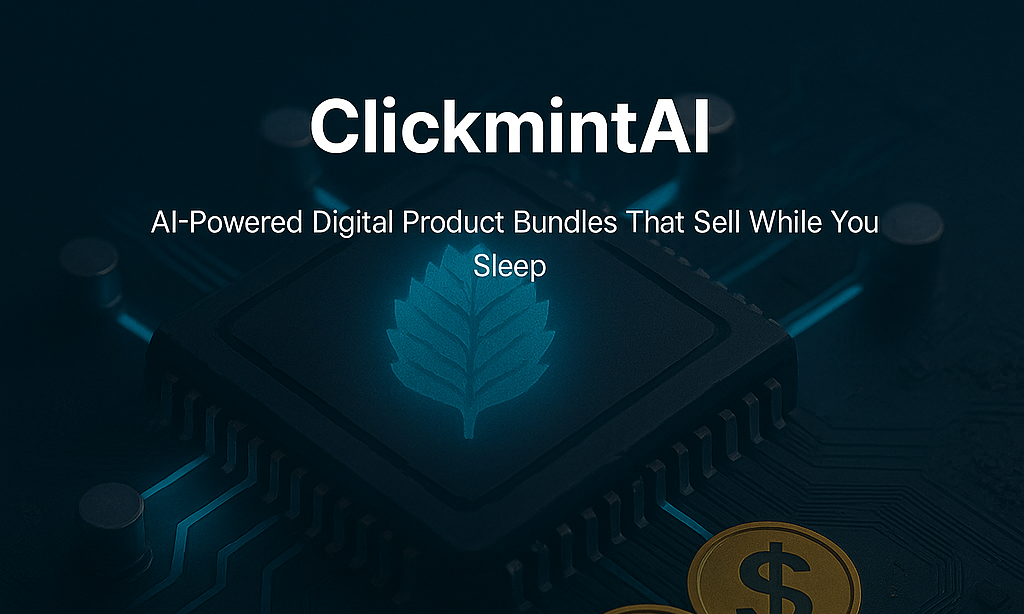 ClickmintAI
AI-Powered Digital Product Bundles That Sell While You
Sleep
$